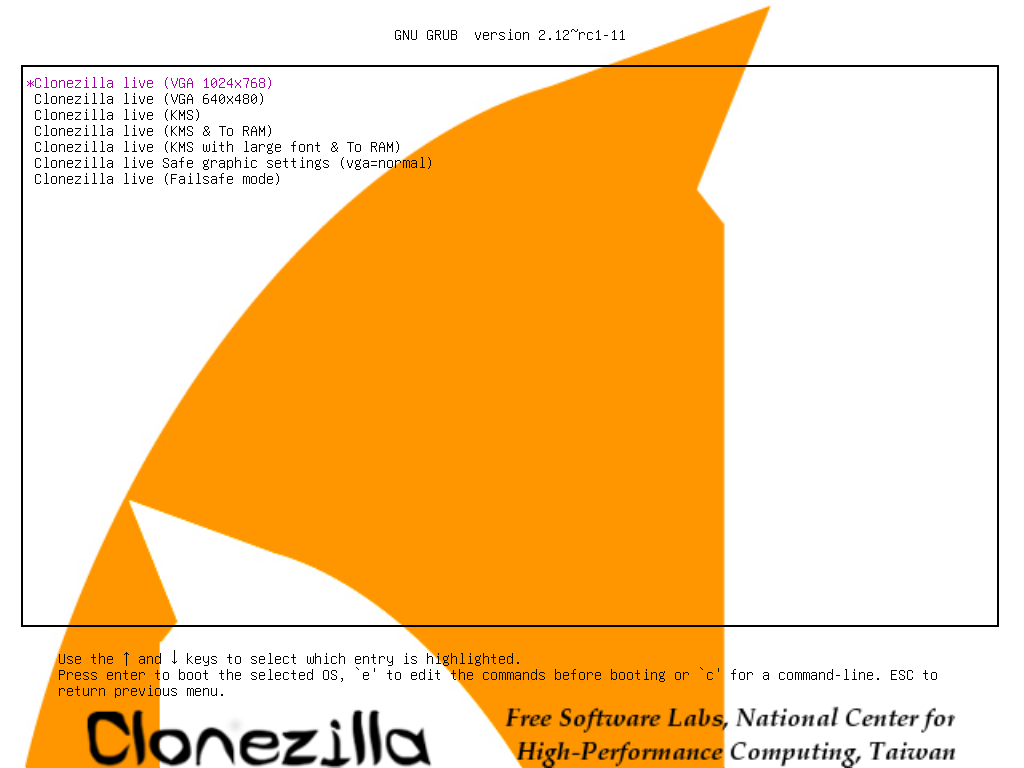 GNU GRUB  version 2.12~rc1-11
*Clonezilla live (VGA 1024x768)
Clonezilla live (VGA 640x480)
Clonezilla live (KMS)
Clonezilla live (KMS & To RAM)
Clonezilla live (KMS with large font & To RAM)
Clonezilla live Safe graphic settings (vga=normal)
Clonezilla live (Failsafe mode)
Use the ↑ and ↓ keys to select which entry is highlighted.
Press enter to boot the selected OS, `e' to edit the commands before booting or `c' for a command-line. ESC to
return previous menu.
Clonezilla
Free Software Labs, National Center for
High-Performance Computing, Taiwan